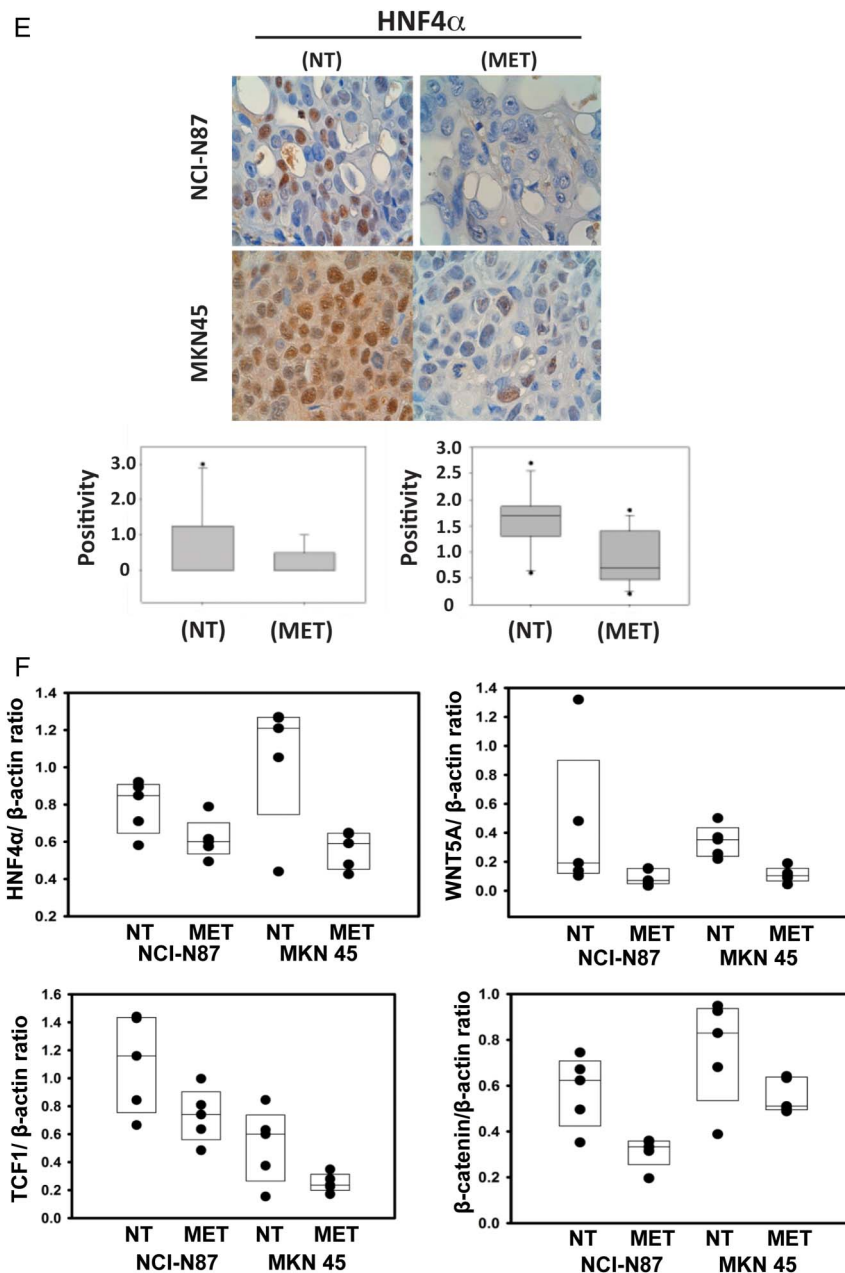 E
HNF4α
(NT) (MET)
NCI-N87
MKN45
Positivity
3.0
2.0
1.0
0
(NT) (MET)
Positivity
3.0
2.5
2.0
1.5
1.0
0.5
0
(NT) (MET)
F
HNF4α/ β-actin ratio
1.4
1.2
1.0
0.8
0.6
0.4
0.2
NT MET NT MET
NCI-N87 MKN 45
WNT5A/ β-actin ratio
1.4
1.2
0.8
0.6
0.4
0.2
0.0
NT MET NT MET
NCI-N87 MKN 45
TCF1/ β-actin ratio
1.6
1.4
1.2
1.0
0.8
0.6
0.4
0.2
0.0
NT MET NT MET
NCI-N87 MKN 45
β-catenin/β-actin ratio
1.0
0.8
0.6
0.4
0.2
0.0
NT MET NT MET
NCI-N87 MKN 45